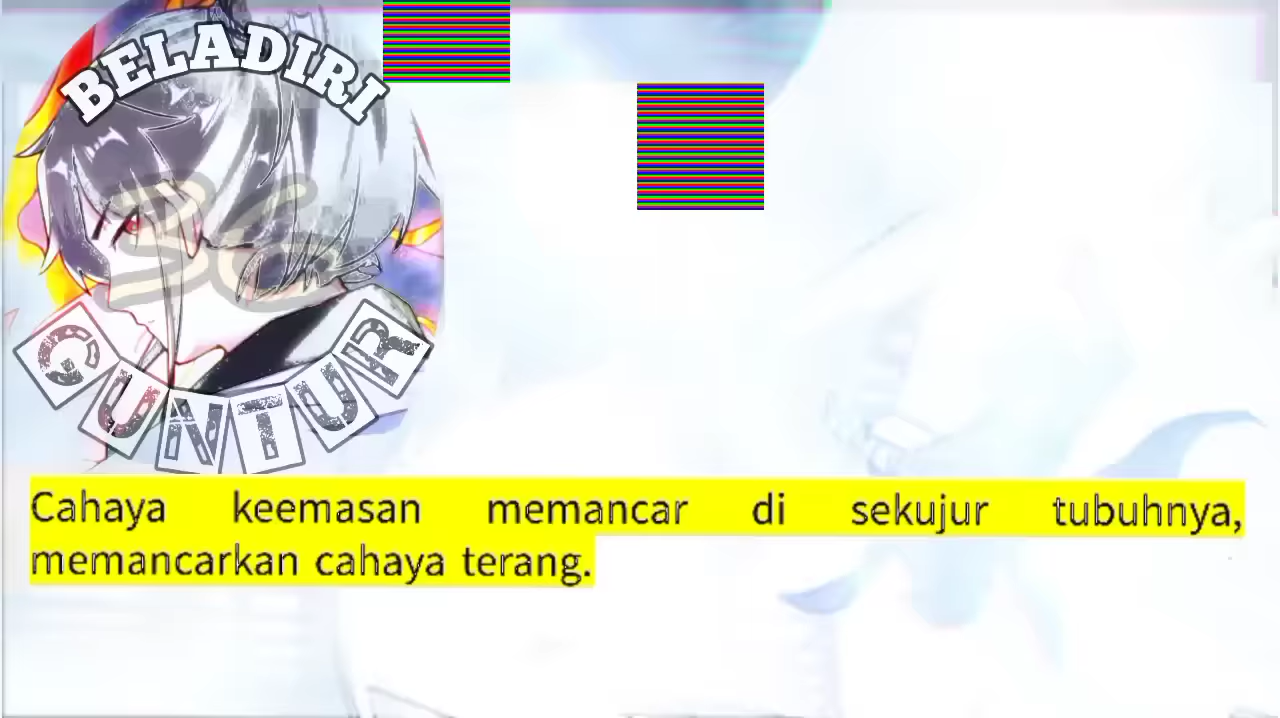 BELADIRI
GUNTUR
Cahaya keemasan memancar di sekujur tubuhnya,
memancarkan cahaya terang.